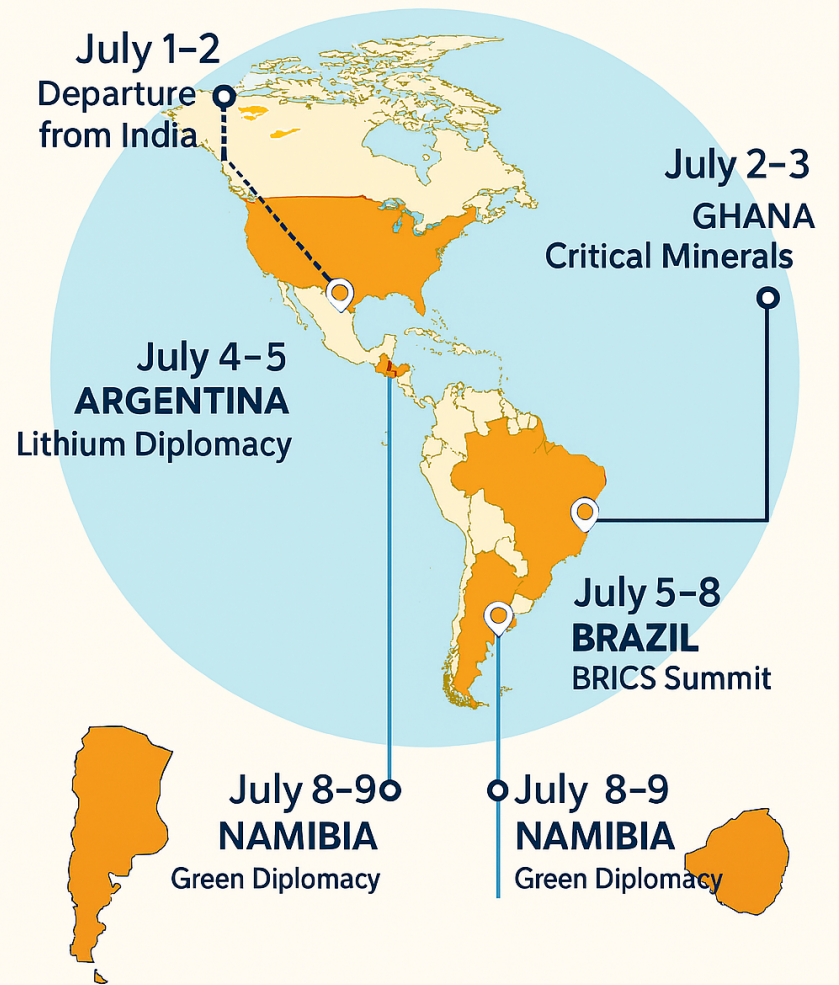 July 1–2
Departure
from India
July 2–3
GHANA
Critical Minerals
July 4–5
ARGENTINA
Lithium Diplomacy
July 5–8
BRAZIL
BRICS Summit
July 8–9
NAMIBIA
Green Diplomacy
July 8–9
NAMIBIA
Green Diplomacy